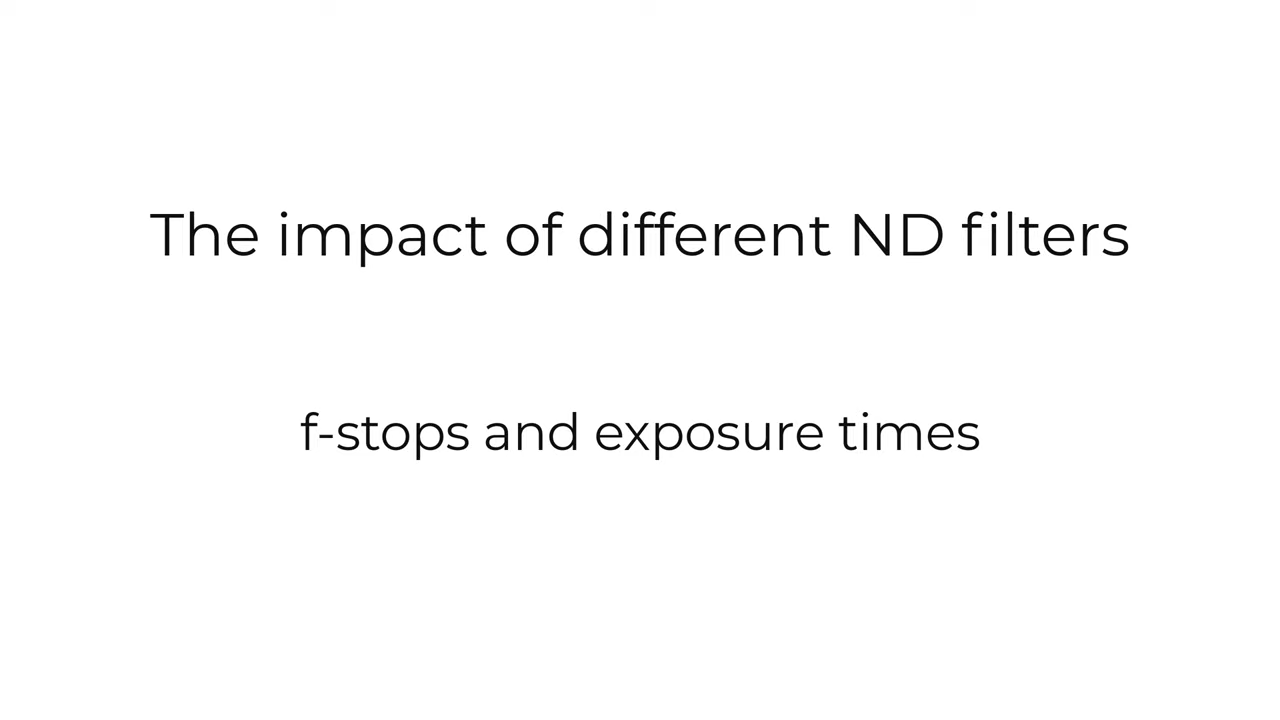 The impact of different ND filters
f-stops and exposure times